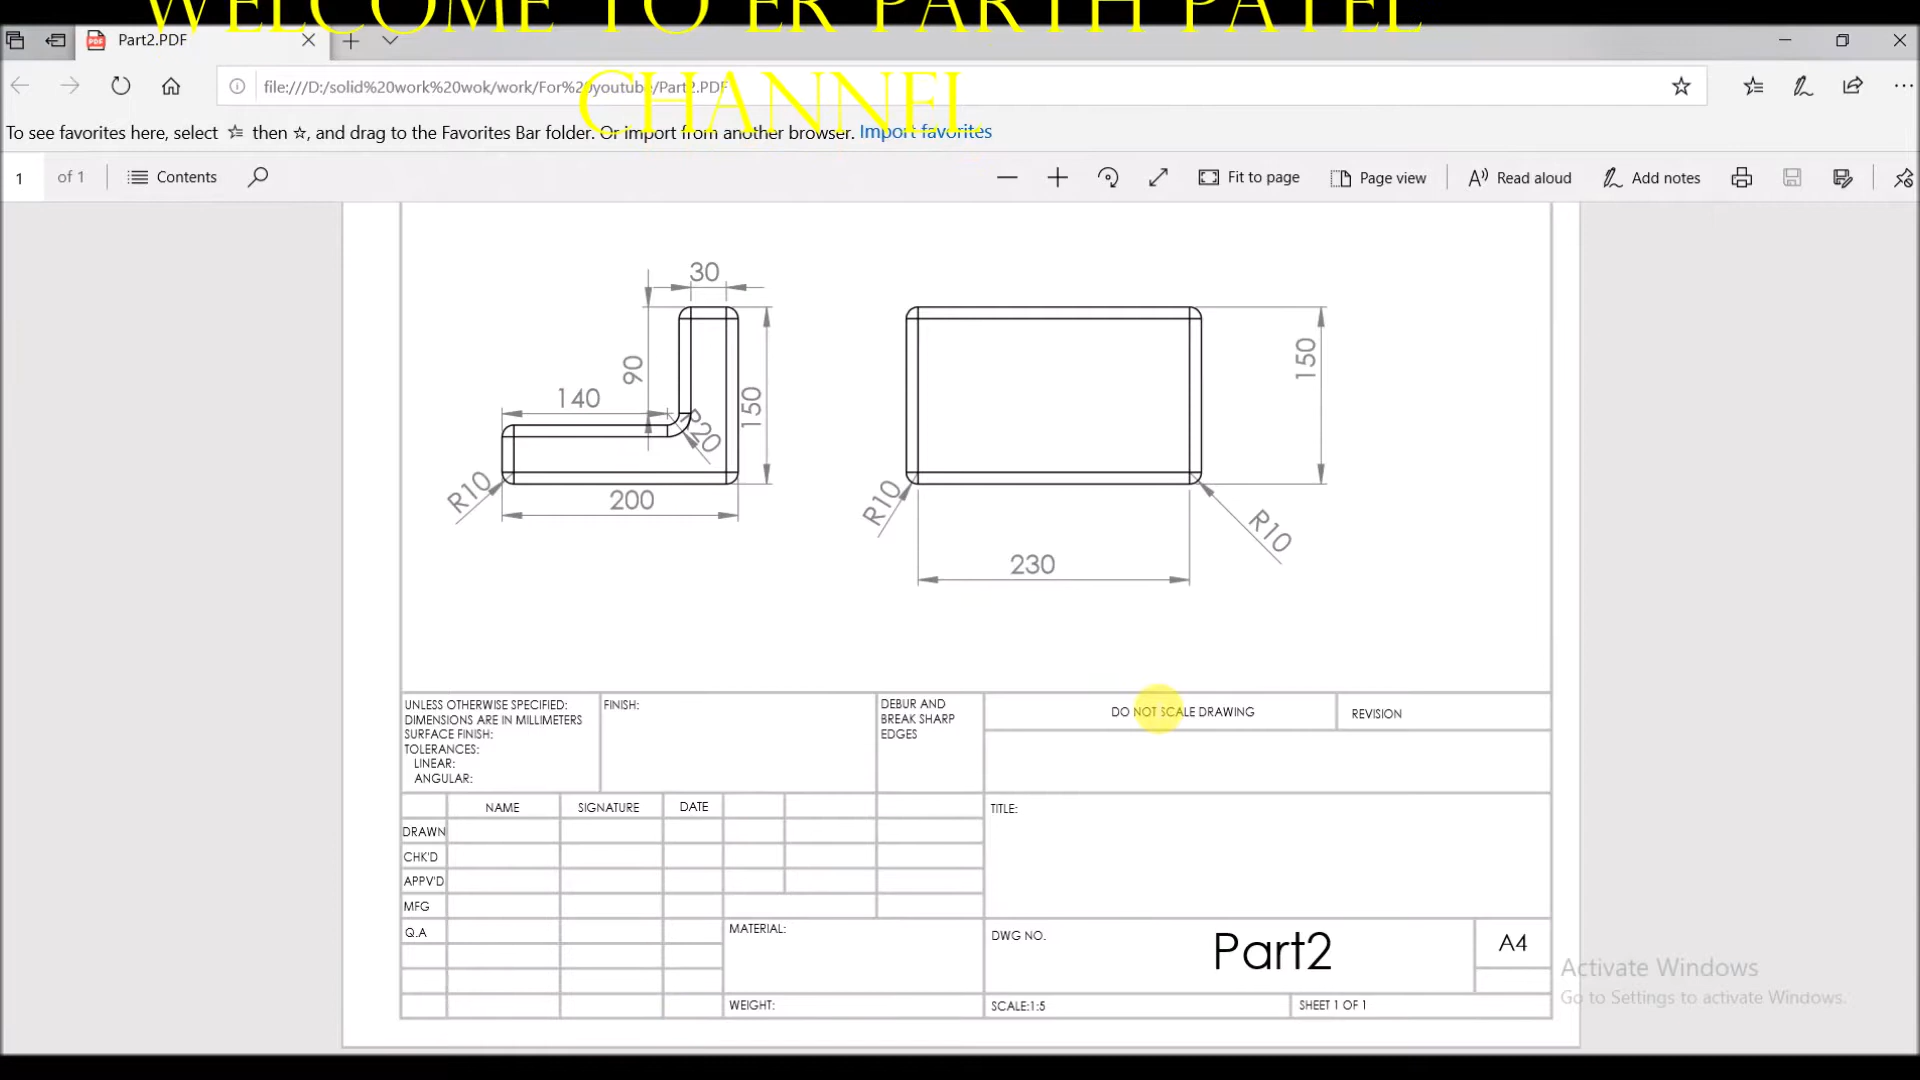 WELCOME TO ER PARTH PATEL
CHANNEL
Part2.PDF
file:///D:/solid%20work%20wok/work/For%20youtube/Part2.PDF
To see favorites here, select then ☆, and drag to the Favorites Bar folder. Or import from another browser. Import favorites
1 of 1 Contents Fit to page Page view Read aloud Add notes
30
90
140
150
R20
R10
200
150
R10
R10
230
UNLESS OTHERWISE SPECIFIED:
DIMENSIONS ARE IN MILLIMETERS
SURFACE FINISH:
TOLERANCES:
LINEAR:
ANGULAR:
FINISH:
DEBUR AND
BREAK SHARP
EDGES
DO NOT SCALE DRAWING
REVISION
NAME SIGNATURE DATE
DRAWN
CHK'D
APPV'D
MFG
Q.A
TITLE:
MATERIAL:
DWG NO.
Part2
A4
WEIGHT:
SCALE:1:5
SHEET 1 OF 1
Activate Windows
Go to Settings to activate Windows.